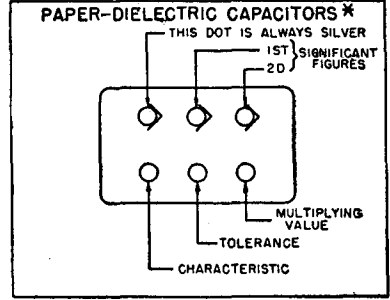 PAPER-DIELECTRIC CAPACITORS*
THIS DOT IS ALWAYS SILVER
1ST
2D
SIGNIFICANT
FIGURES
MULTIPLYING
VALUE
TOLERANCE
CHARACTERISTIC